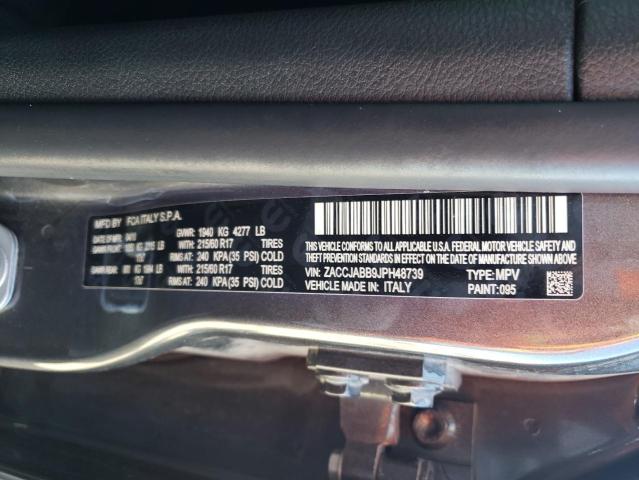 MFD BY FCA ITALY S.P.A.
GVWR: 1940 KG 4277 LB
WITH: 215/60 R17 TIRES
RIMS AT: 240 KPA (35 PSI) COLD
WITH: 215/60 R17 TIRES
RIMS AT: 240 KPA (35 PSI) COLD
THIS VEHICLE CONFORMS TO ALL APPLICABLE U.S.A. FEDERAL MOTOR VEHICLE SAFETY AND
THEFT PREVENTION STANDARDS IN EFFECT ON THE DATE OF MANUFACTURE SHOWN ABOVE
VIN: ZACCJABB9JPH48739 TYPE: MPV
VEHICLE MADE IN: ITALY PAINT: 095